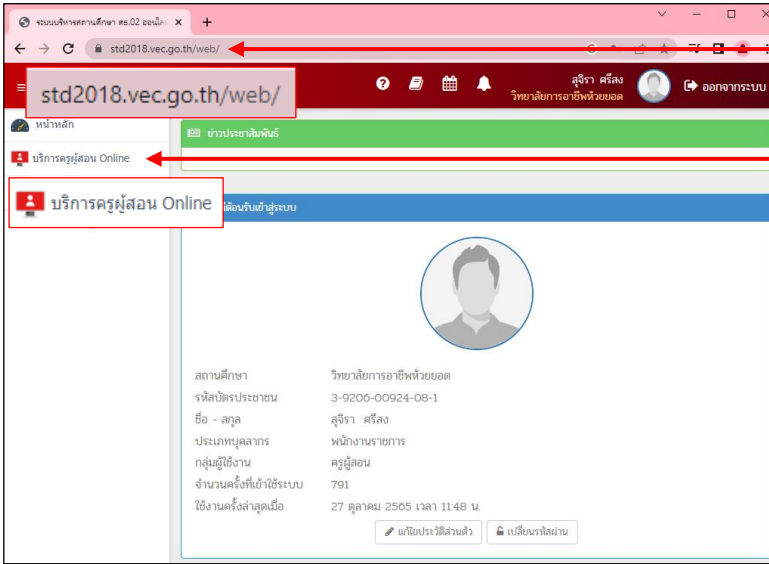 ระบบบริหารสถานศึกษา ศธ.02 ออนไล
std2018.vec.go.th/web/
std2018.vec.go.th/web/
สุจิรา ศรีสง
วิทยาลัยการอาชีพห้วยยอด
ออกจากระบบ
หน้าหลัก
ข่าวประชาสัมพันธ์
บริการครูผู้สอน Online
บริการครูผู้สอน Online
ต้อนรับเข้าสู่ระบบ
สถานศึกษา วิทยาลัยการอาชีพห้วยยอด
รหัสบัตรประชาชน 3-9206-00924-08-1
ชื่อ - สกุล สุจิรา ศรีสง
ประเภทบุคลากร พนักงานราชการ
กลุ่มผู้ใช้งาน ครูผู้สอน
จำนวนครั้งที่เข้าใช้ระบบ 791
ใช้งานครั้งล่าสุดเมื่อ 27 ตุลาคม 2565 เวลา 11:48 น.
แก้ไขประวัติส่วนตัว
เปลี่ยนรหัสผ่าน